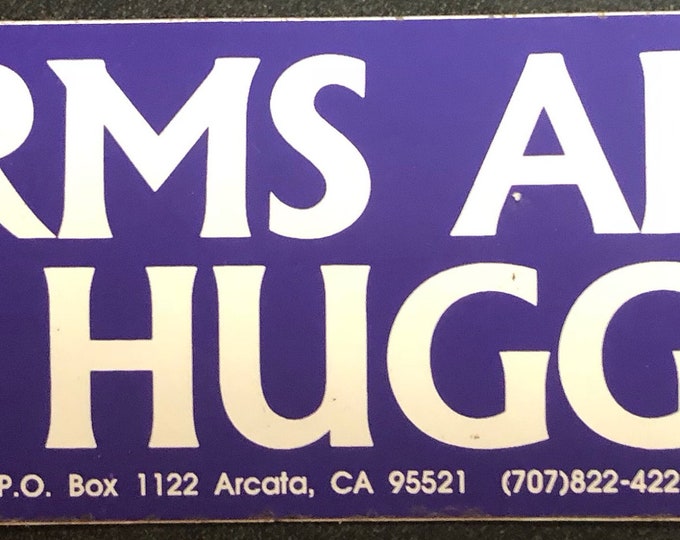 RMS A
HUGG
P.O. Box 1122 Arcata, CA 95521 (707)822-422